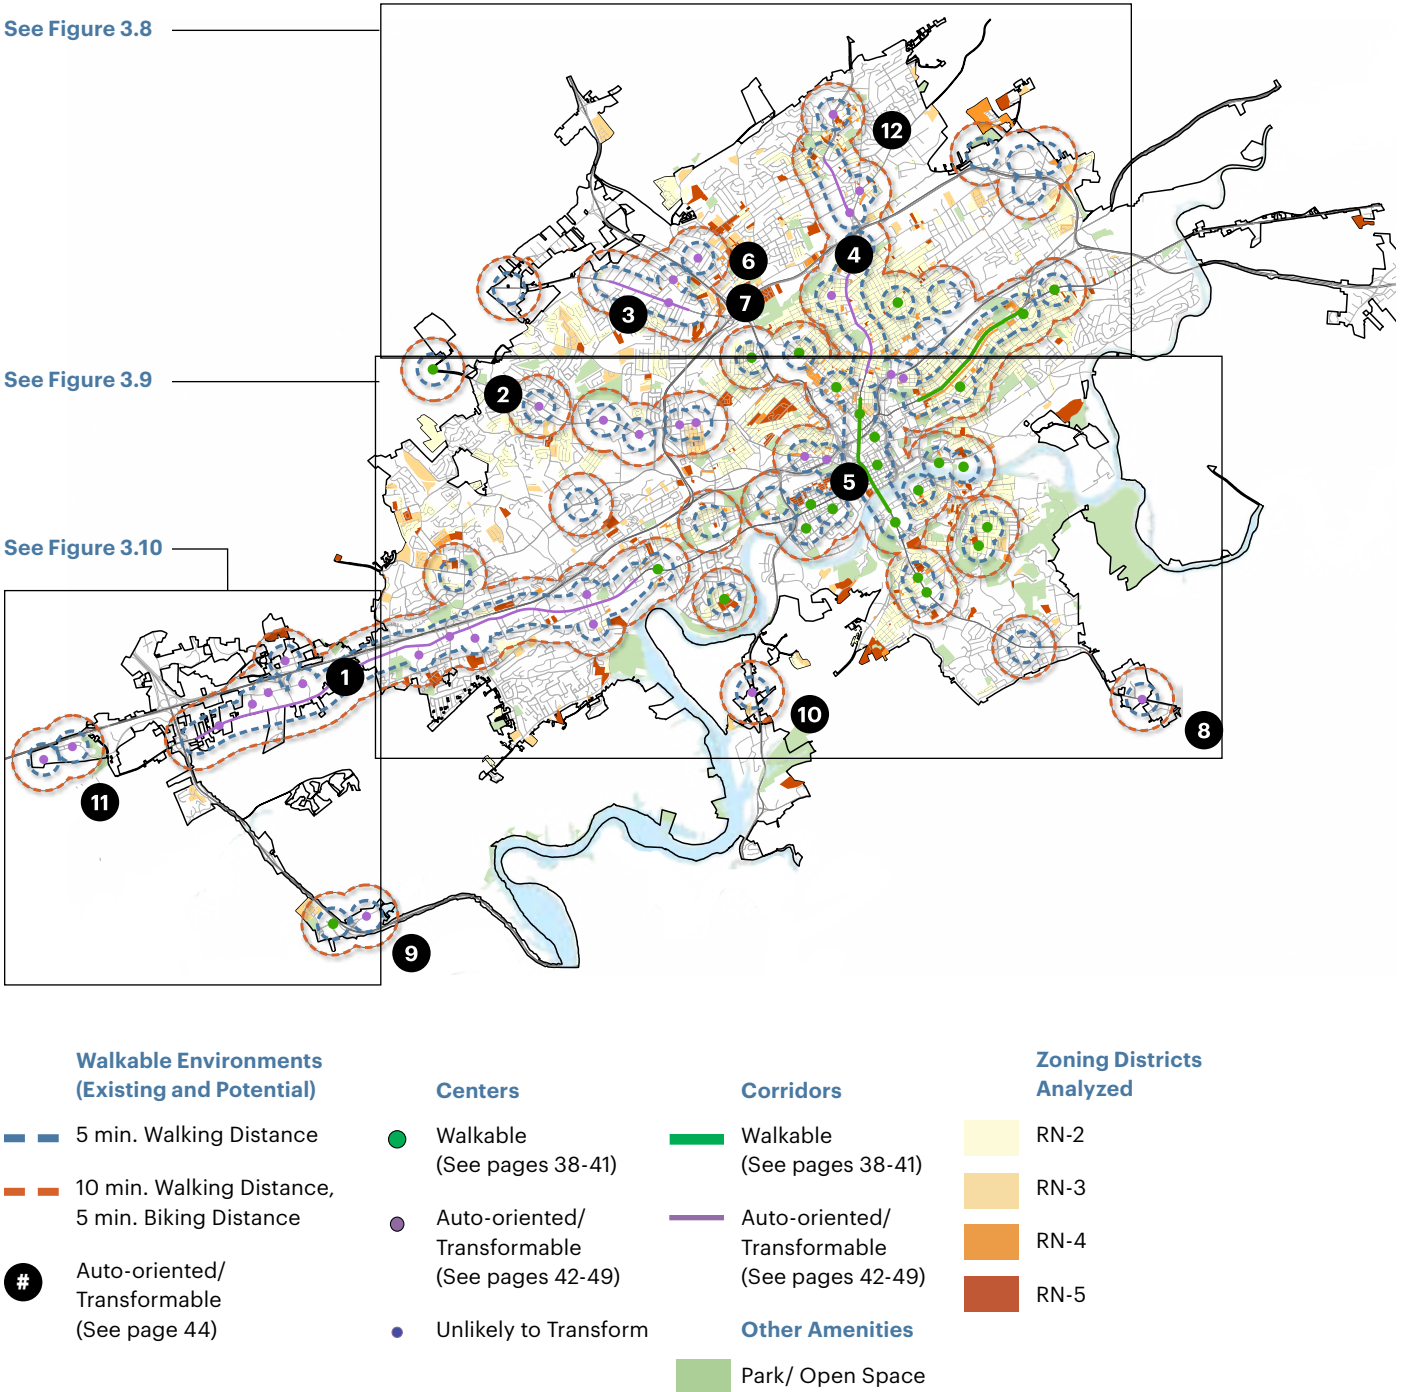 See Figure 3.8
12
4
6
7
3
See Figure 3.9
2
5
See Figure 3.10
1
10
8
11
9
Walkable Environments
(Existing and Potential)
5 min. Walking Distance
10 min. Walking Distance,
5 min. Biking Distance
#
Auto-oriented/
Transformable
(See page 44)
Centers
Walkable
(See pages 38-41)
Auto-oriented/
Transformable
(See pages 42-49)
Unlikely to Transform
Corridors
Walkable
(See pages 38-41)
Auto-oriented/
Transformable
(See pages 42-49)
Other Amenities
Park/ Open Space
Zoning Districts
Analyzed
RN-2
RN-3
RN-4
RN-5